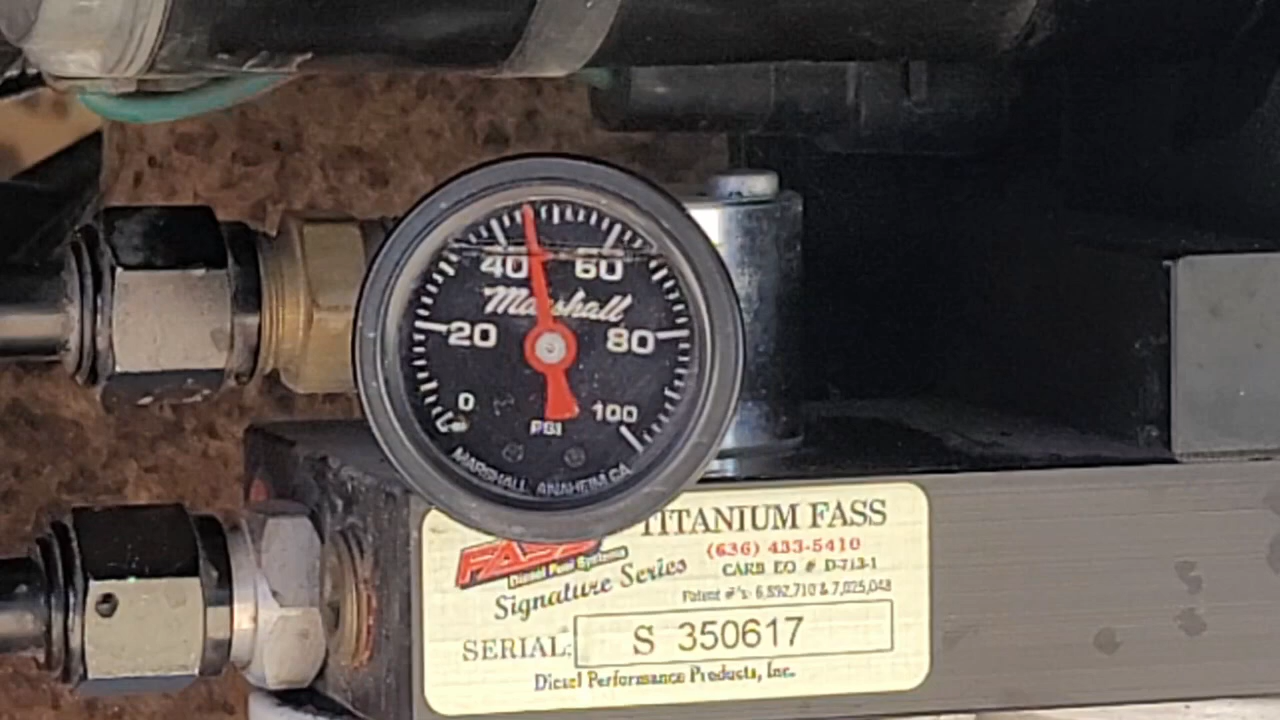 40 60
Marshall
20 80
0 100
PSI
MARSHALL ANAHEIM CA
TITANIUM FASS
FASS
(636) 433-5410
Diesel Fuel Systems
CARB EO # D-713-1
Signature Series
Patent #'s: 6,892,710 & 7,025,048
SERIAL: S 350617
Diesel Performance Products, Inc.